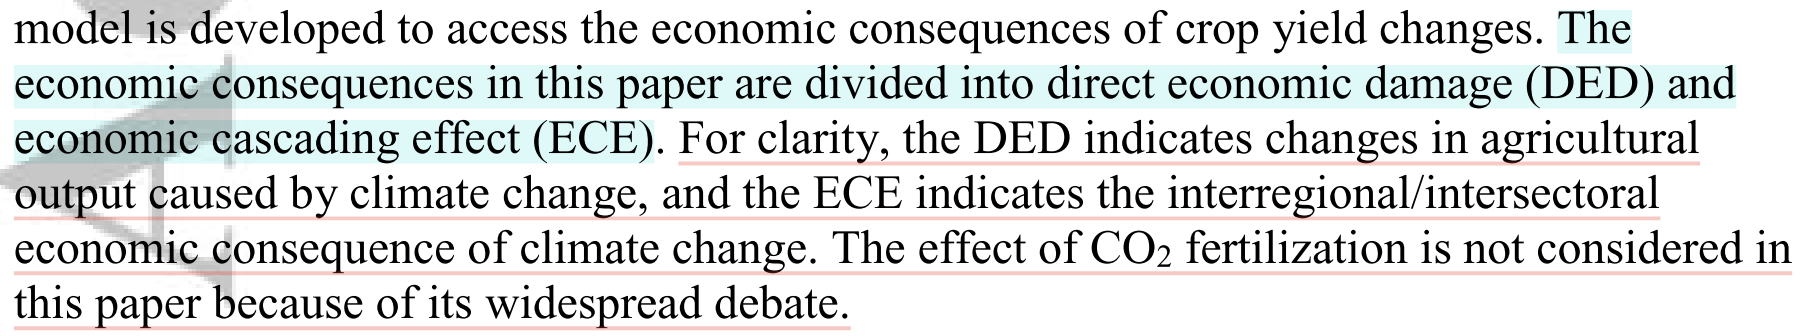 model is developed to access the economic consequences of crop yield changes. The
economic consequences in this paper are divided into direct economic damage (DED) and
economic cascading effect (ECE). For clarity, the DED indicates changes in agricultural
output caused by climate change, and the ECE indicates the interregional/intersectoral
economic consequence of climate change. The effect of CO₂ fertilization is not considered in
this paper because of its widespread debate.